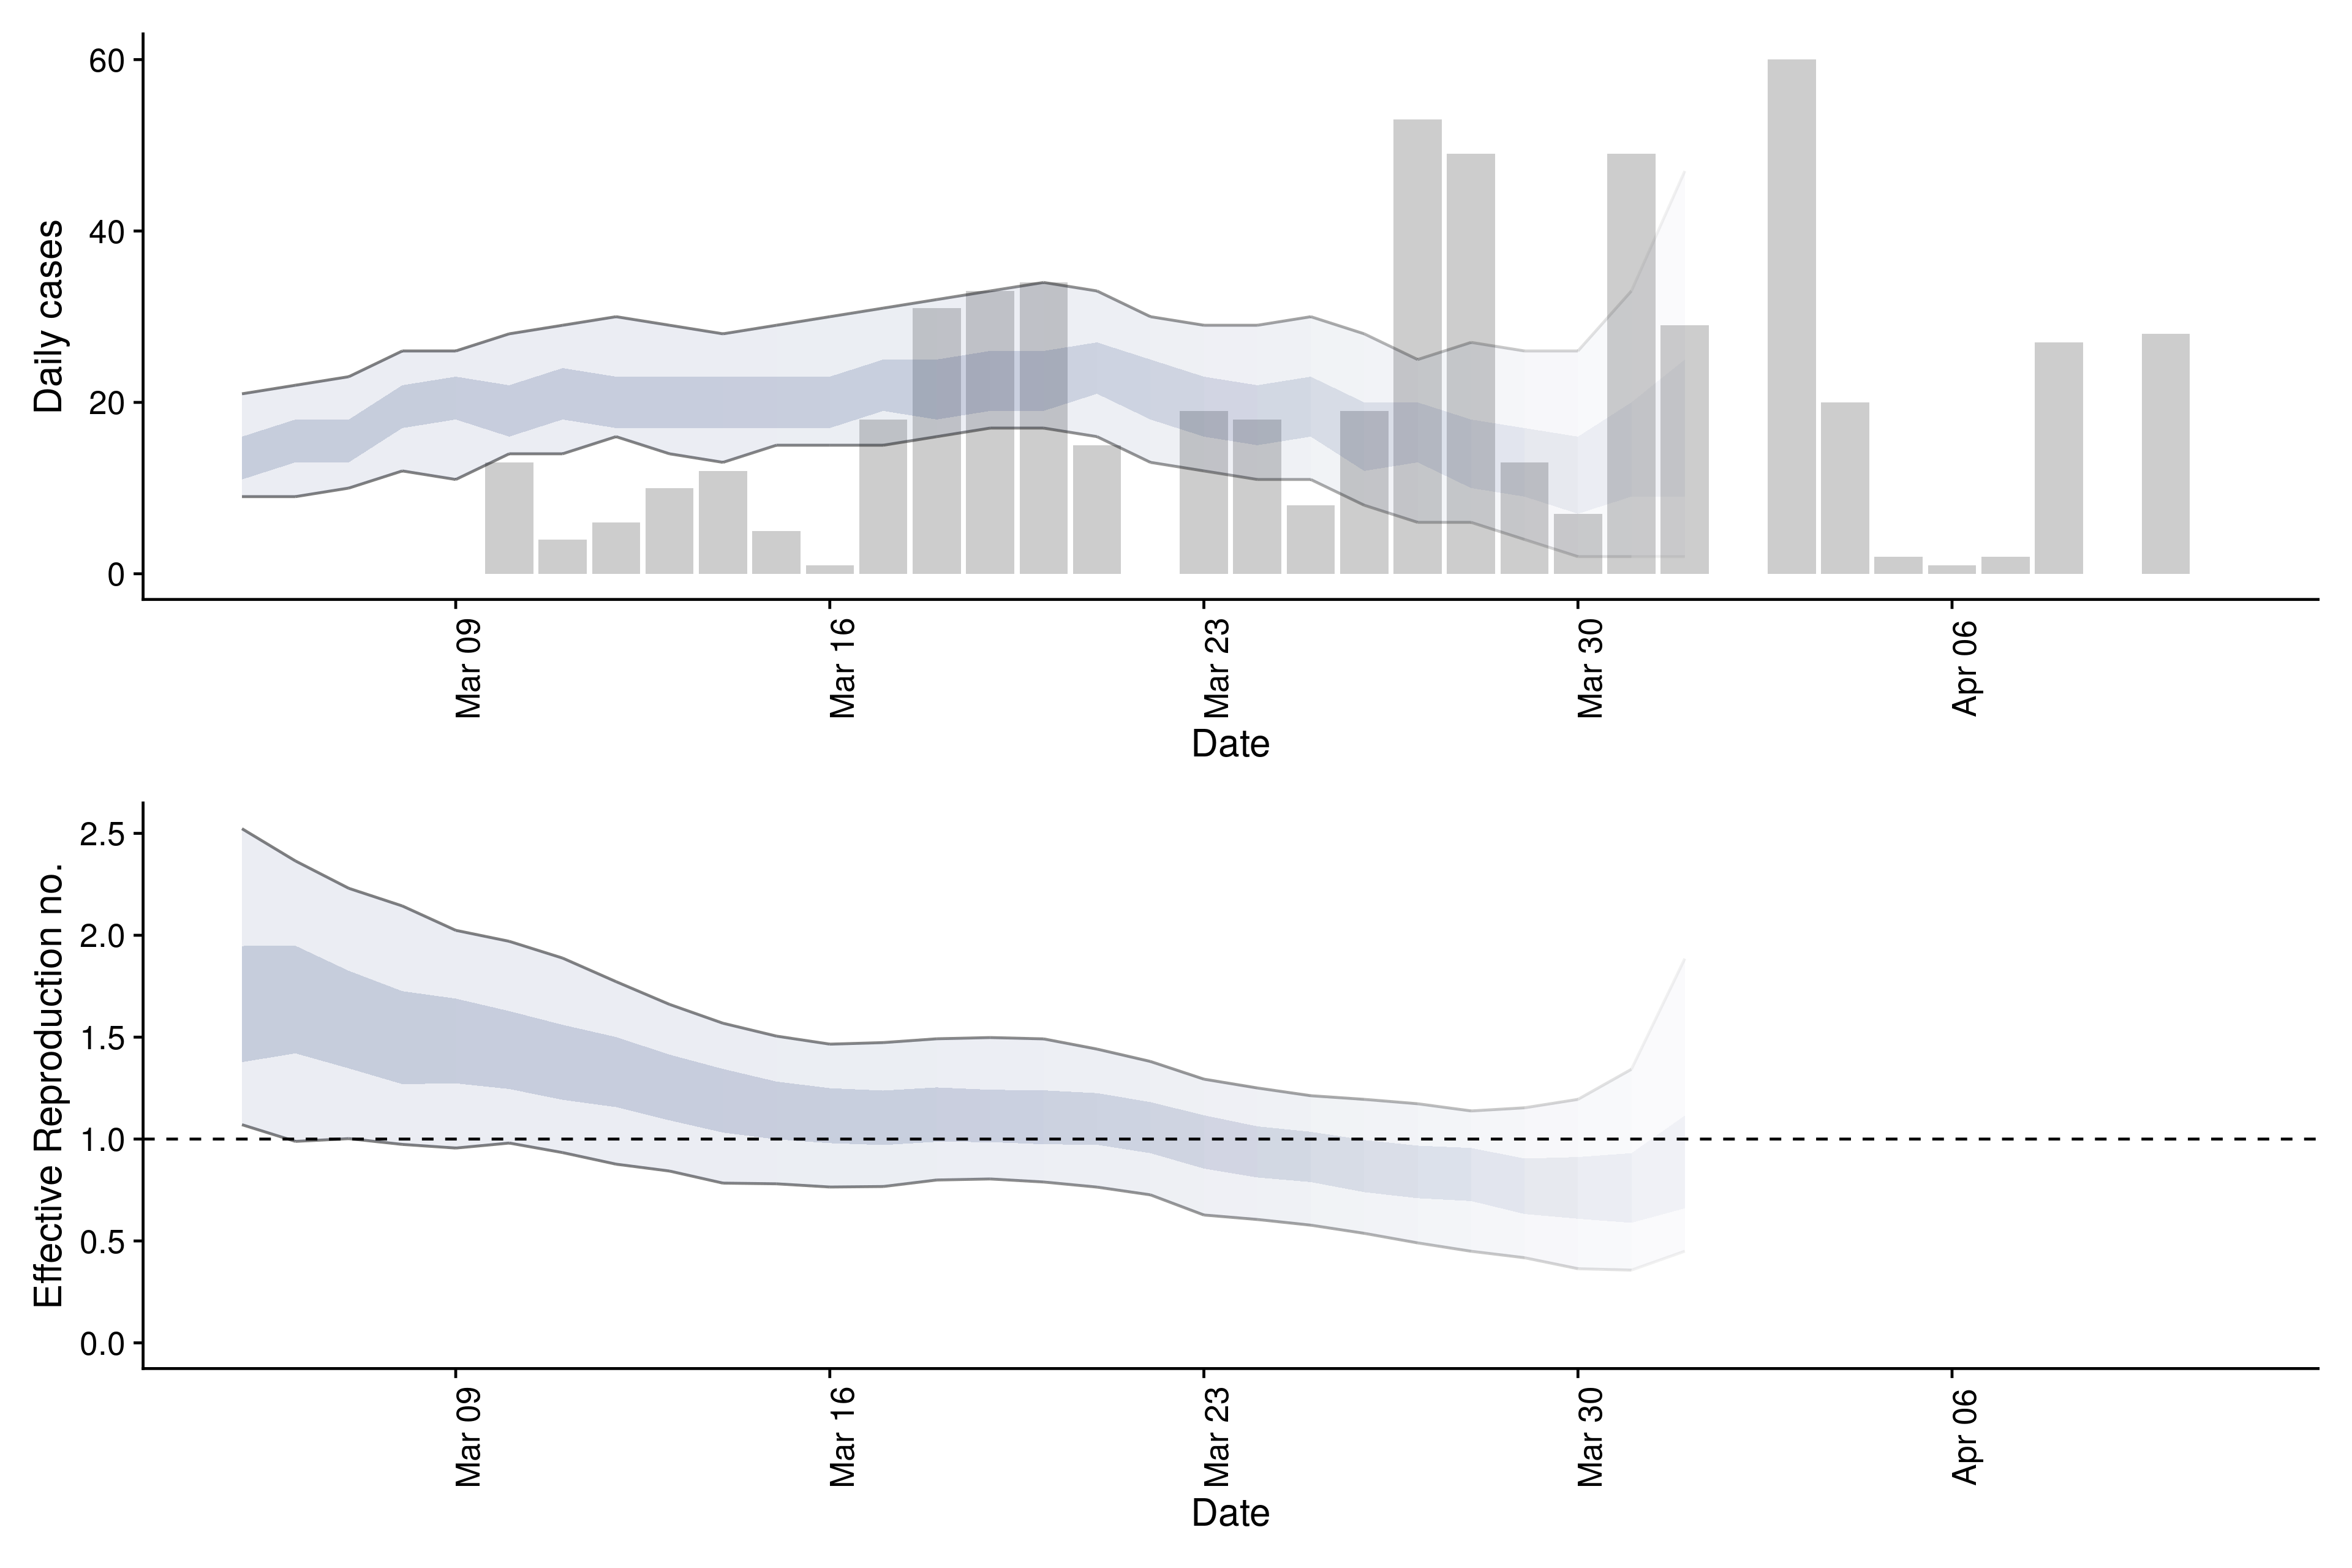 Daily cases
60
40
20
0
Mar 09
Mar 16
Mar 23
Mar 30
Apr 06
Date
Effective Reproduction no.
2.5
2.0
1.5
1.0
0.5
0.0
Mar 09
Mar 16
Mar 23
Mar 30
Apr 06
Date